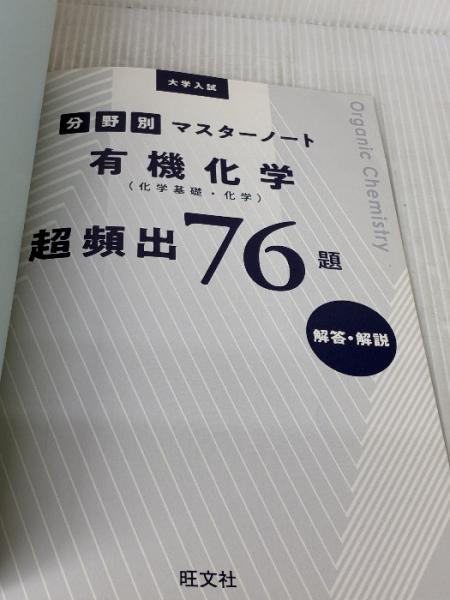 大学入試
分野別 マスターノート
有機化学
(化学基礎・化学)
超頻出76題
解答・解説
Organic Chemistry
旺文社